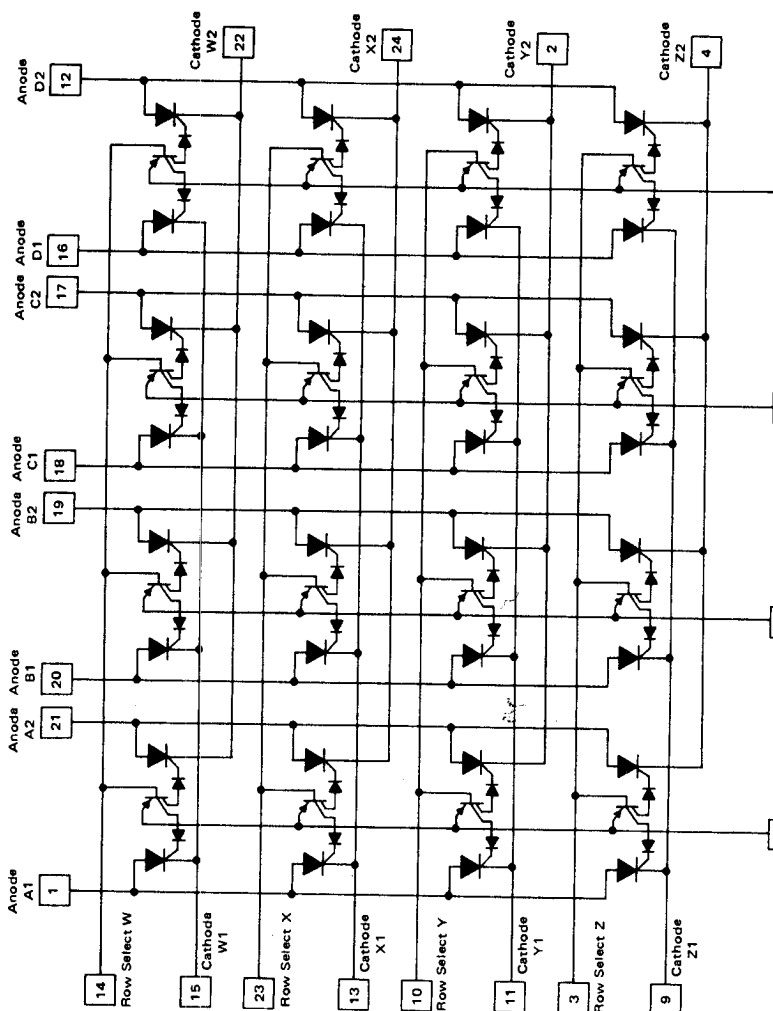 Anode
D2
12
Cathode
W2
22
Cathode
X2
24
Cathode
Y2
2
Cathode
Z2
4
Anode
D1
16
Anode
C2
17
Anode
C1
18
Anoda
B2
19
Anode
B1
20
Anoda
A2
21
Anode
A1
1
14
Row Select W
15
Cathoda
W1
23
Row Select X
13
Cathode
X1
10
Row Select Y
11
Cathode
Y1
3
Row Select Z
9
Cathode
Z1